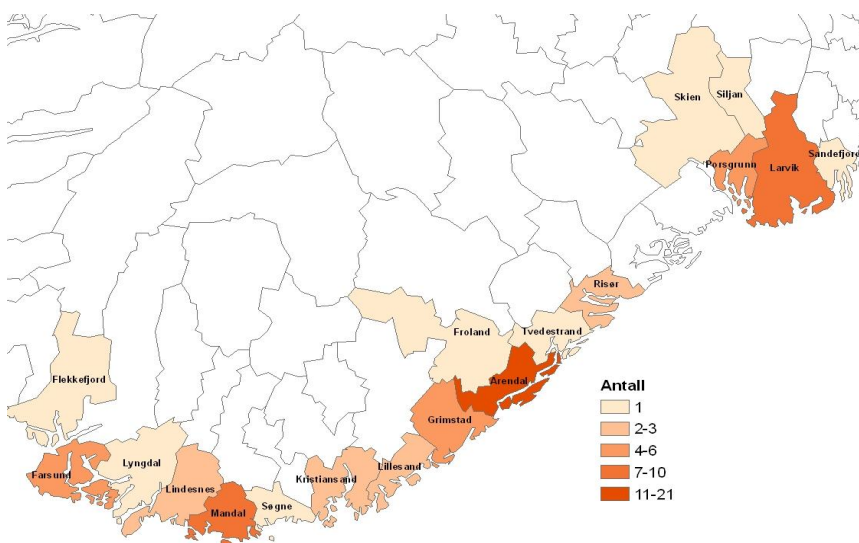 Skien
Siljan
Porsgrunn
Larvik
Sandefjord
Risør
Tvedestrand
Froland
Arendal
Grimstad
Flekkefjord
Lillesand
Kristiansand
Lyngdal
Farsund
Lindesnes
Mandal
Søgne
Antall
1
2-3
4-6
7-10
11-21